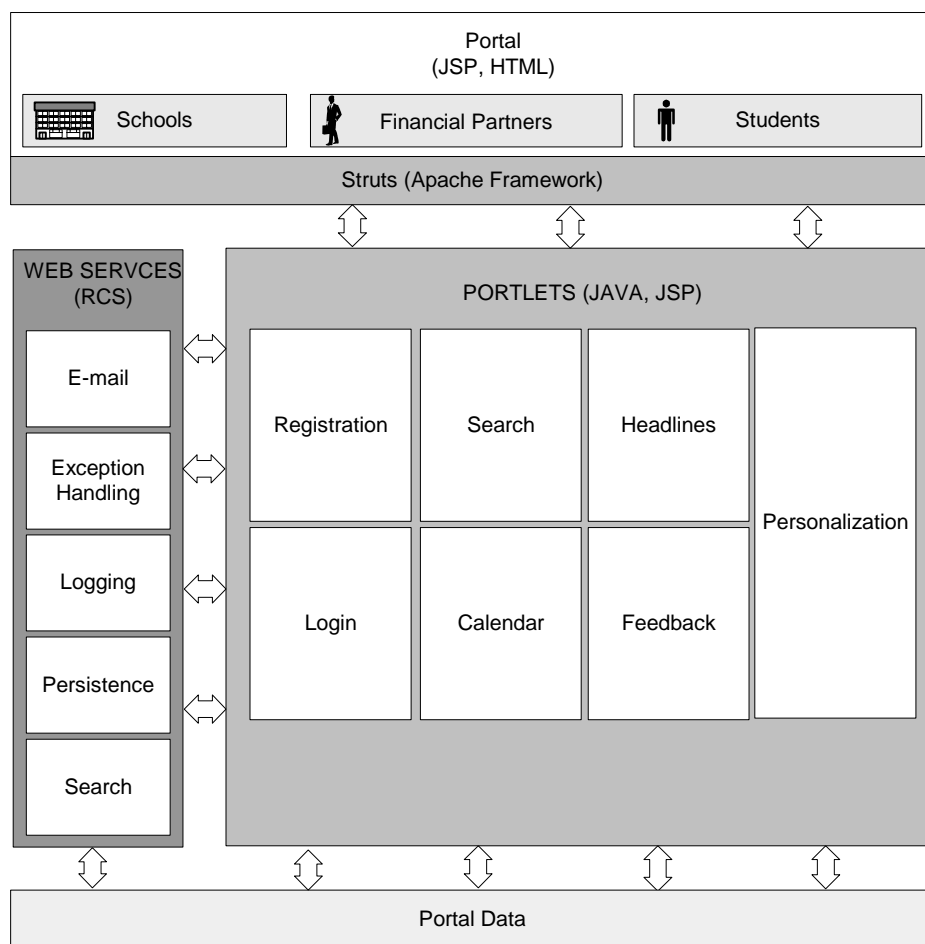 Portal
(JSP, HTML)
Schools
Financial Partners
Students
Struts (Apache Framework)
WEB SERVCES
(RCS)
E-mail
Exception
Handling
Logging
Persistence
Search
PORTLETS (JAVA, JSP)
Registration
Search
Headlines
Personalization
Login
Calendar
Feedback
Portal Data